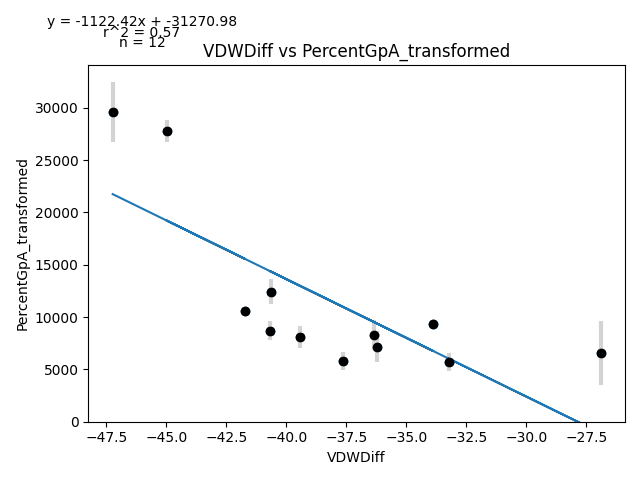 y = -1122.42x + -31270.98
r^2 = 0.57
n = 12
VDWDiff vs PercentGpA_transformed
PercentGpA_transformed
30000
25000
20000
15000
10000
5000
0
−47.5 −45.0 −42.5 −40.0 −37.5 −35.0 −32.5 −30.0 −27.5
VDWDiff